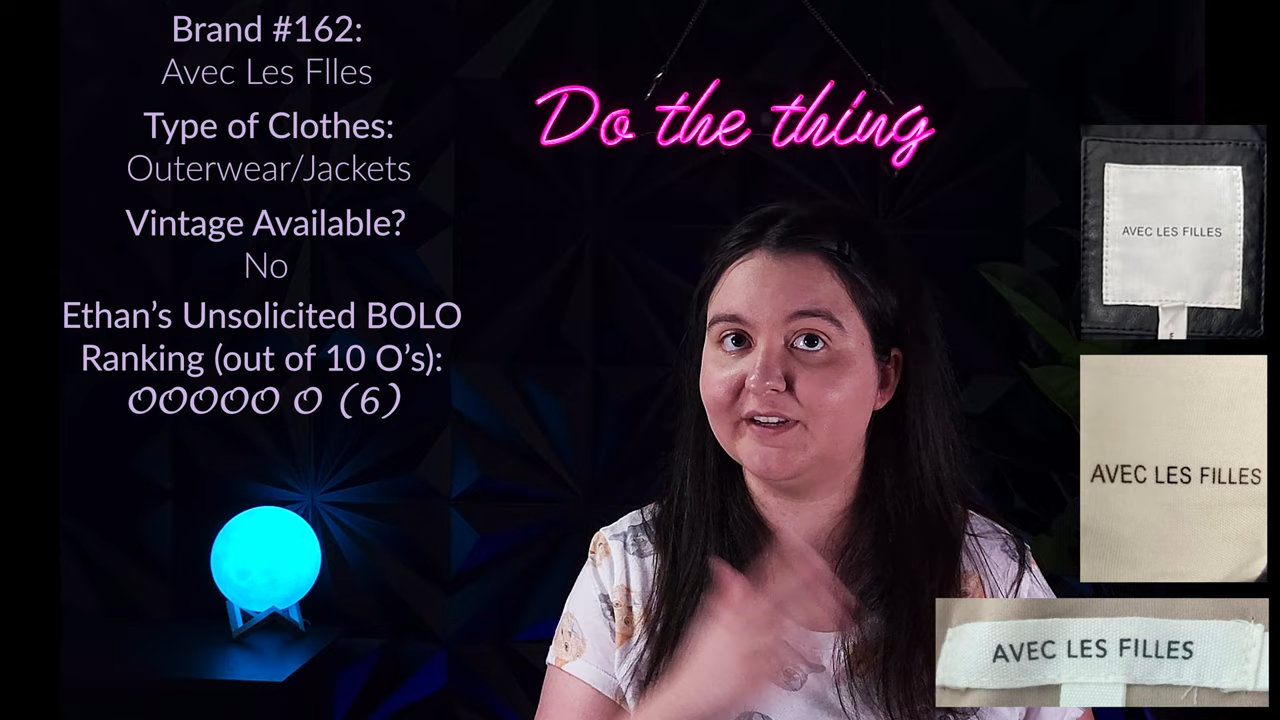 Brand #162:
Avec Les Flles
Type of Clothes:
Outerwear/Jackets
Vintage Available?
No
Ethan's Unsolicited BOLO
Ranking (out of 10 O's):
OOOOO O (6)
Do the thing
AVEC LES FILLES
AVEC LES FILLES
AVEC LES FILLES